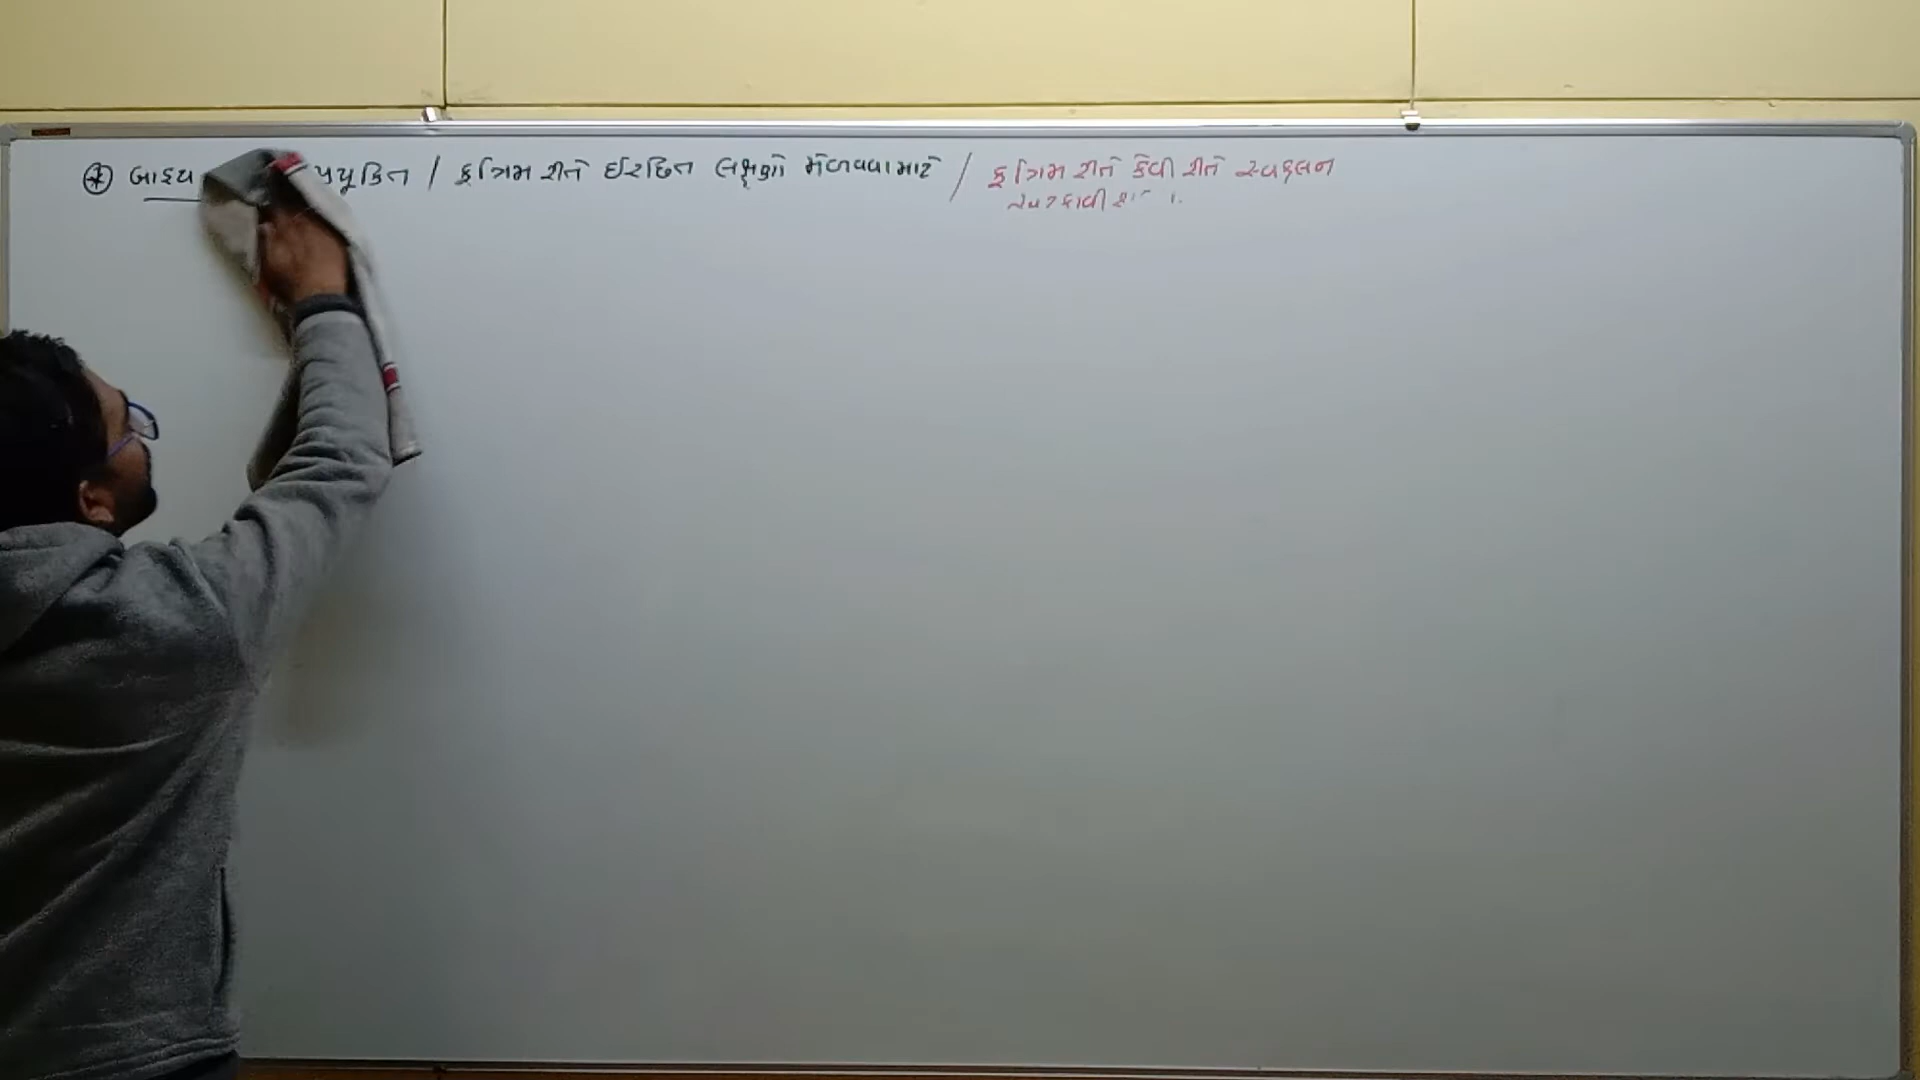 * બાહ્ય પ્રયુક્તિ / કૃત્રિમ રીતે ઈચ્છિત લક્ષણો મેળવવા માટે / કૃત્રિમ રીતે કેવી રીતે સ્વફલન